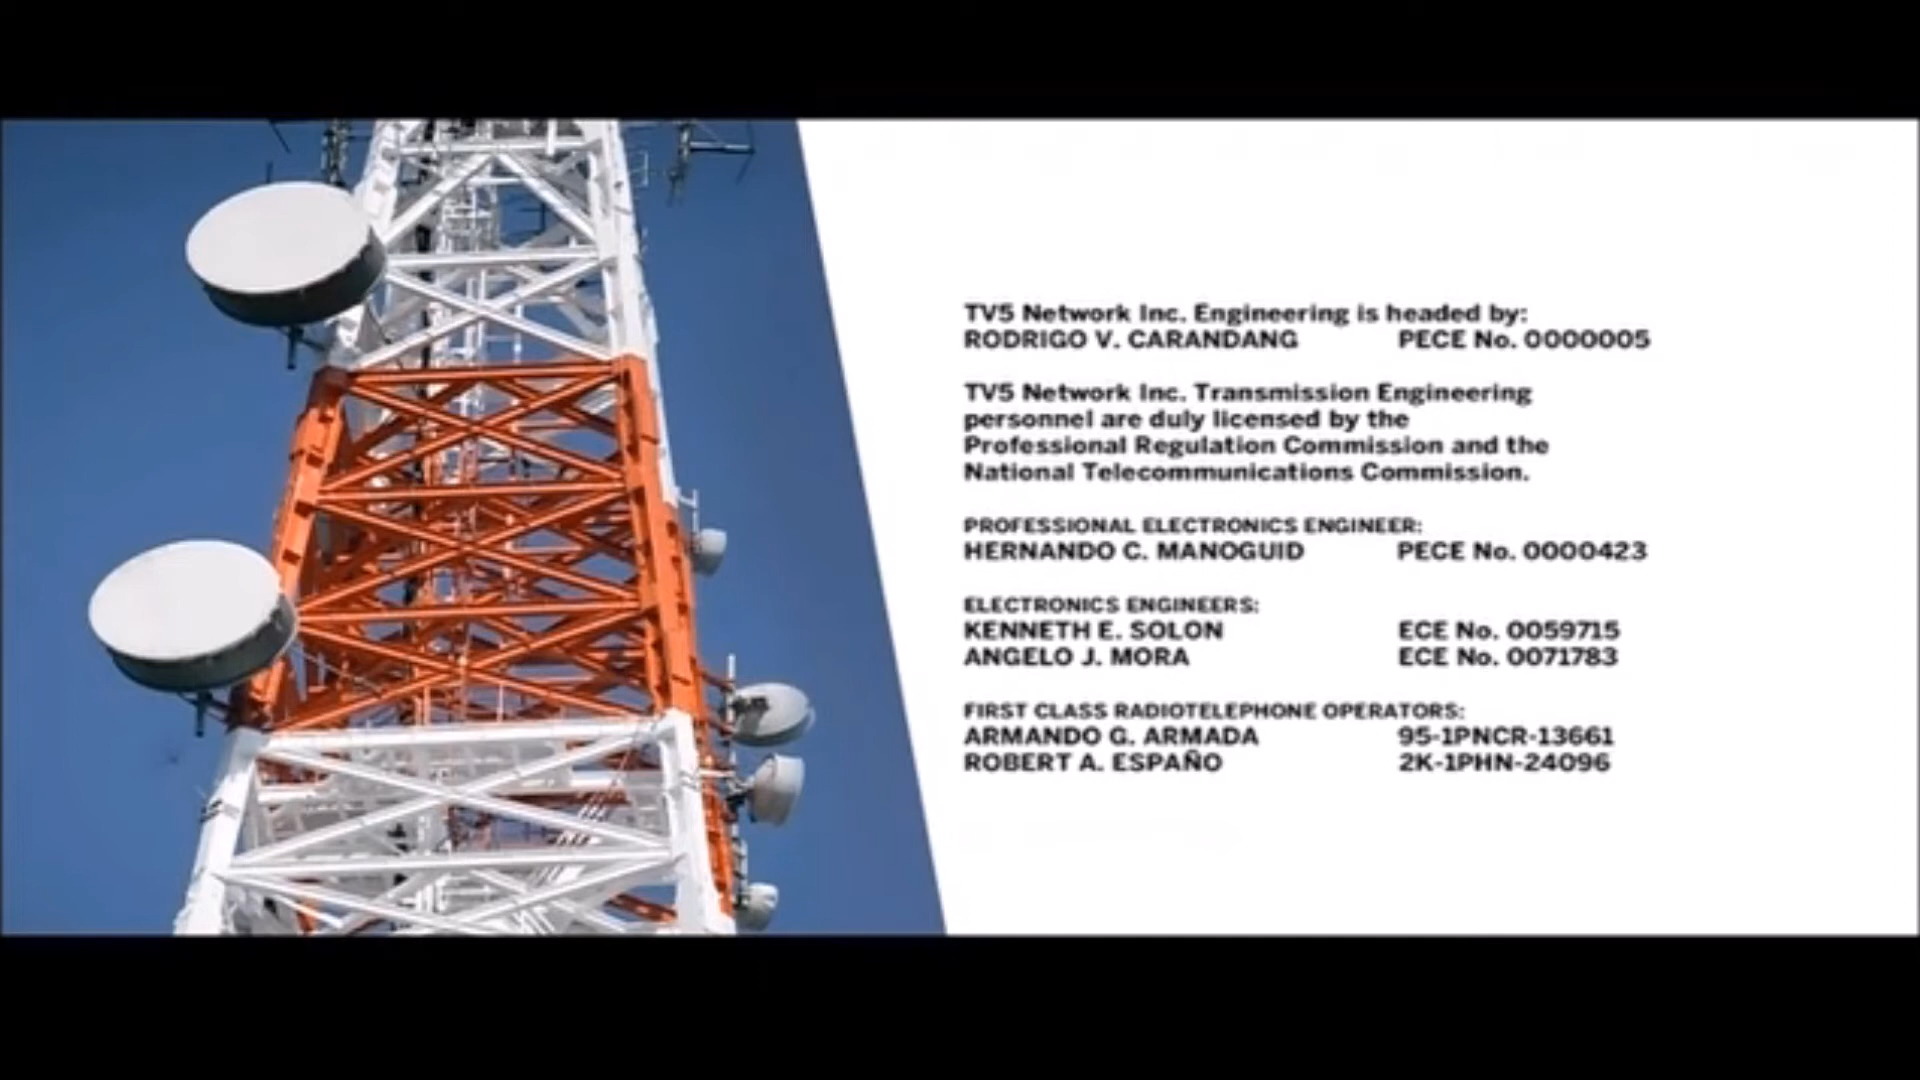 TV5 Network Inc. Engineering is headed by:
RODRIGO V. CARANDANG PECE No. 0000005
TV5 Network Inc. Transmission Engineering
personnel are duly licensed by the
Professional Regulation Commission and the
National Telecommunications Commission.
PROFESSIONAL ELECTRONICS ENGINEER:
HERNANDO C. MANOGUID PECE No. 0000423
ELECTRONICS ENGINEERS:
KENNETH E. SOLON ECE No. 0059715
ANGELO J. MORA ECE No. 0071783
FIRST CLASS RADIOTELEPHONE OPERATORS:
ARMANDO G. ARMADA 95-1PNCR-13661
ROBERT A. ESPAÑO 2K-1PHN-24096